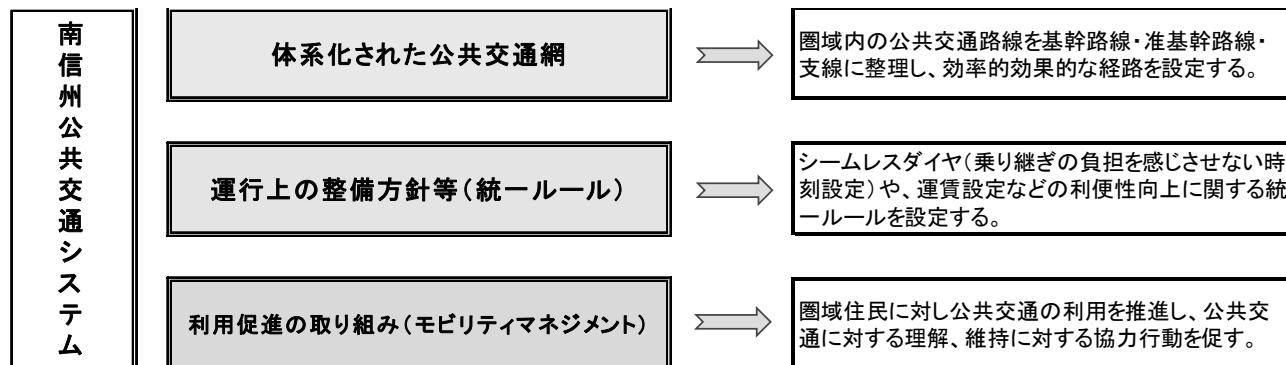 南信州公共交通システム
体系化された公共交通網
圏域内の公共交通路線を基幹路線・准基幹路線・
支線に整理し、効率的効果的な経路を設定する。
運行上の整備方針等（統一ルール）
シームレスダイヤ（乗り継ぎの負担を感じさせない時
刻設定）や、運賃設定などの利便性向上に関する統
一ルールを設定する。
利用促進の取り組み（モビリティマネジメント）
圏域住民に対し公共交通の利用を推進し、公共交
通に対する理解、維持に対する協力行動を促す。